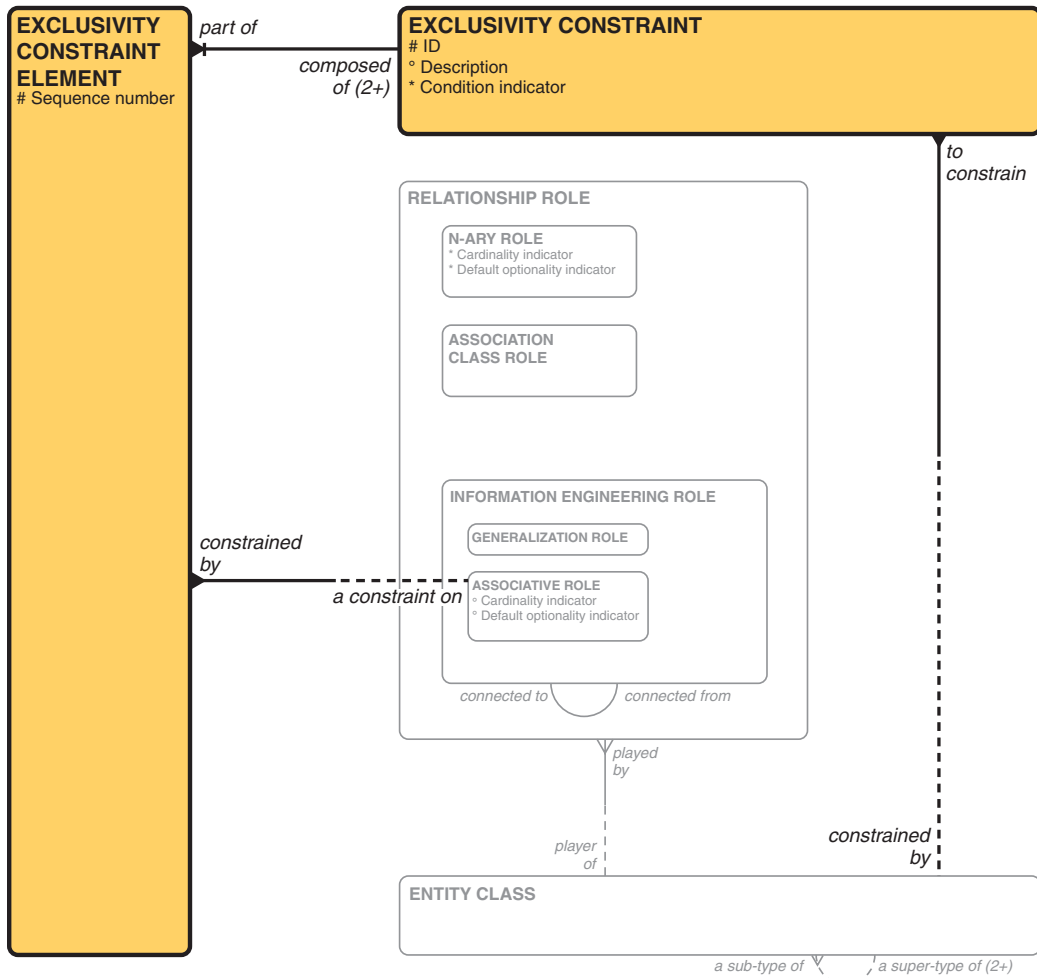 EXCLUSIVITY
CONSTRAINT
ELEMENT
# Sequence number
part of
composed
of (2+)
EXCLUSIVITY CONSTRAINT
# ID
° Description
* Condition indicator
to
constrain
RELATIONSHIP ROLE
N-ARY ROLE
* Cardinality indicator
* Default optionality indicator
ASSOCIATION
CLASS ROLE
INFORMATION ENGINEERING ROLE
GENERALIZATION ROLE
constrained
by
a constraint on
ASSOCIATIVE ROLE
° Cardinality indicator
° Default optionality indicator
connected to
connected from
played
by
player
of
constrained
by
ENTITY CLASS
a sub-type of
a super-type of (2+)